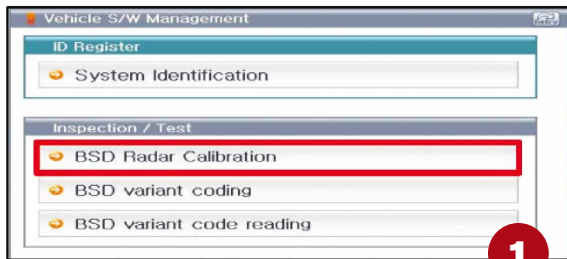 Vehicle S/W Management
ID Register
System Identification
Inspection / Test
BSD Radar Calibration
BSD variant coding
BSD variant code reading
1